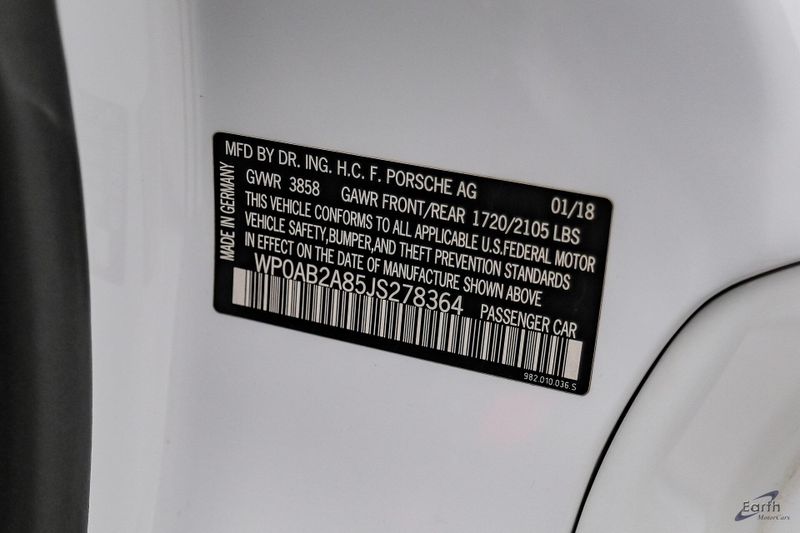 MFD BY DR. ING. H.C. F. PORSCHE AG 01/18
GVWR 3858 GAWR FRONT/REAR 1720/2105 LBS
THIS VEHICLE CONFORMS TO ALL APPLICABLE U.S.FEDERAL MOTOR
VEHICLE SAFETY,BUMPER,AND THEFT PREVENTION STANDARDS
IN EFFECT ON THE DATE OF MANUFACTURE SHOWN ABOVE
WP0AB2A85JS278364 PASSENGER CAR
982.010.036.S
MADE IN GERMANY
Earth
MotorCars